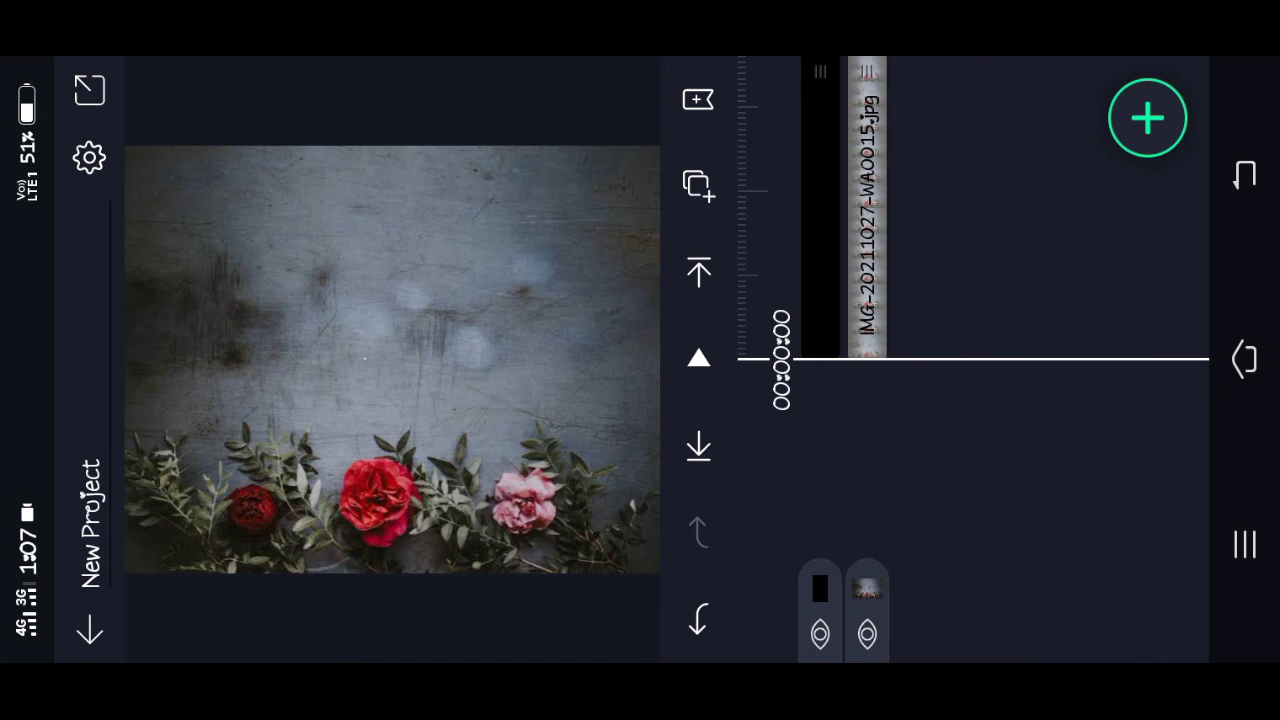 4G 3G 1:07
Vo)) LTE1 51%
New Project
00:00:00
IMG-20211027-WA0015.jpg